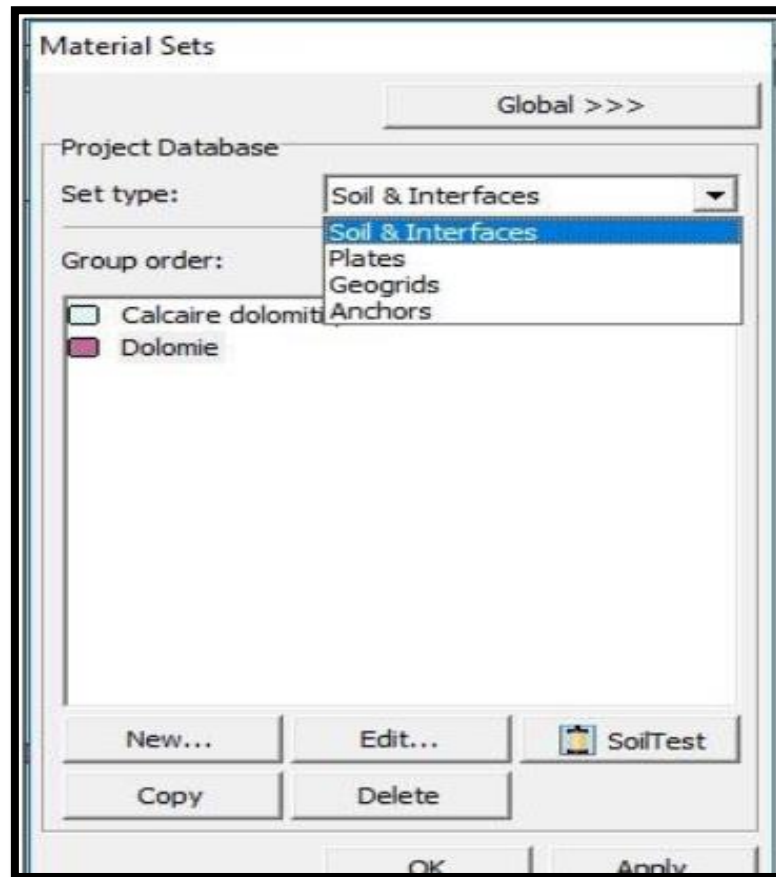 Material Sets
Global >>>
Project Database
Set type:
Soil & Interfaces
Soil & Interfaces
Plates
Geogrids
Anchors
Group order:
Calcaire dolomiti
Dolomie
New...
Edit...
SoilTest
Copy
Delete
OK
Apply